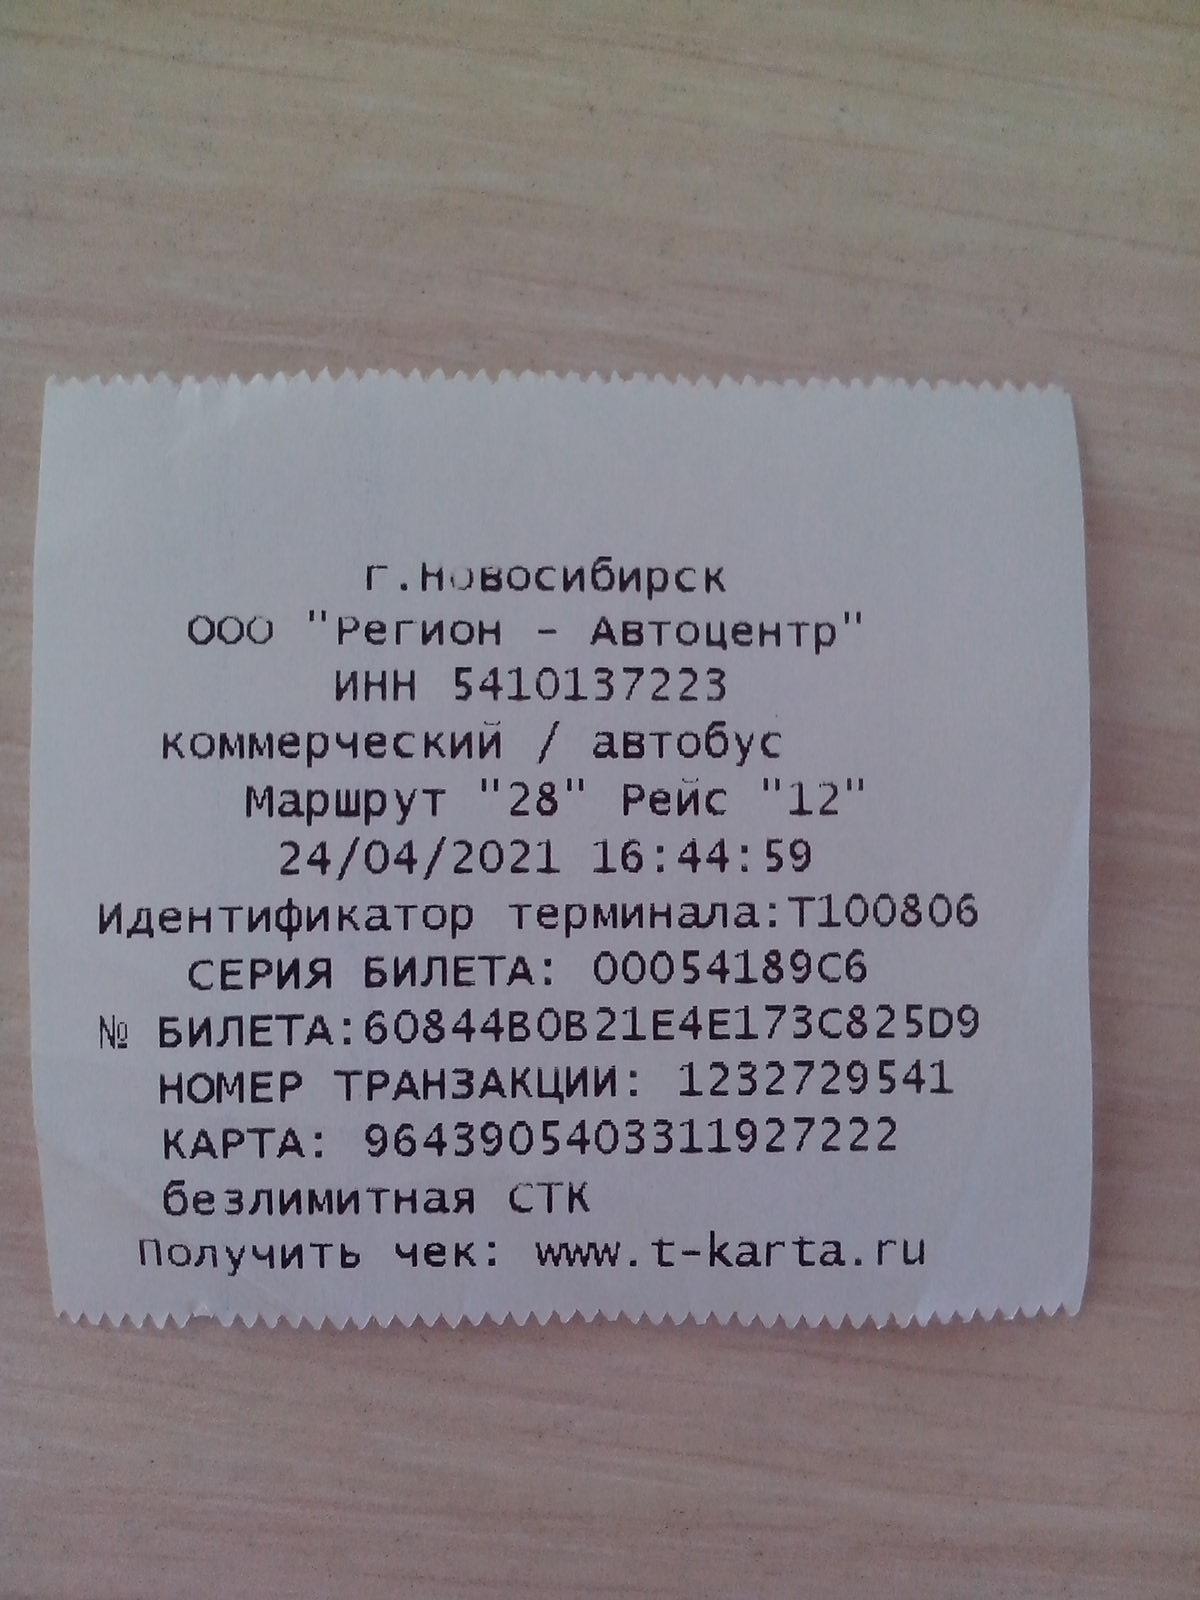 г.Новосибирск
ООО "Регион - Автоцентр"
ИНН 5410137223
коммерческий / автобус
Маршрут "28" Рейс "12"
24/04/2021 16:44:59
Идентификатор терминала:T100806
СЕРИЯ БИЛЕТА: 00054189C6
№ БИЛЕТА:60844B0B21E4E173C825D9
НОМЕР ТРАНЗАКЦИИ: 1232729541
КАРТА: 9643905403311927222
безлимитная СТК
Получить чек: www.t-karta.ru